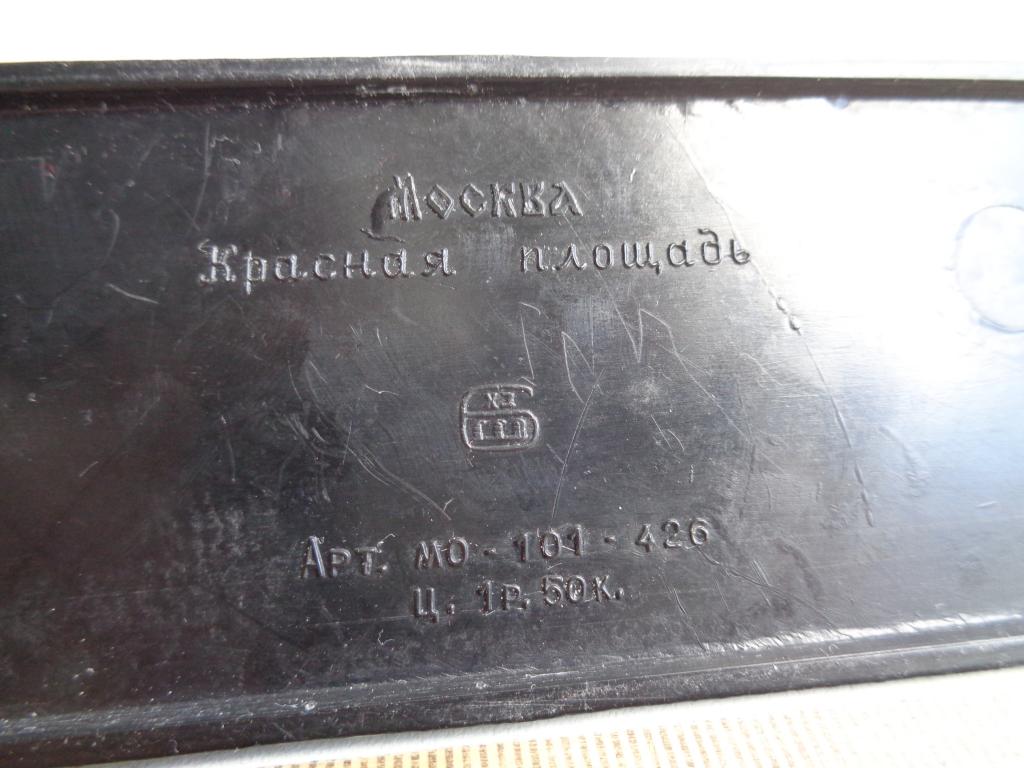 Москва
Красная площадь
Арт. МО-101-426
Ц. 1р. 50к.